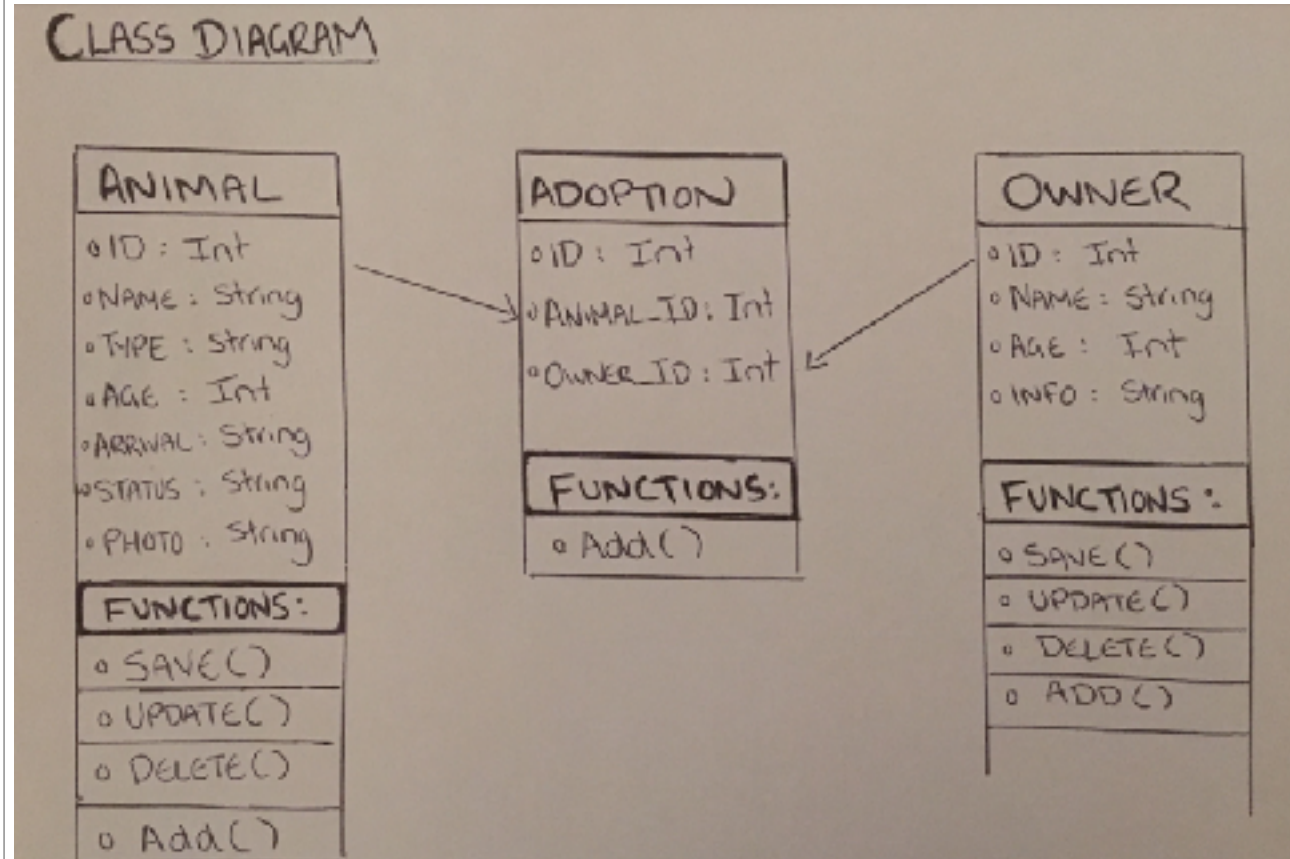 CLASS DIAGRAM
ANIMAL
ID : Int
NAME : String
TYPE : String
AGE : Int
ARRIVAL : String
STATUS : String
PHOTO : String
FUNCTIONS:
SAVE()
UPDATE()
DELETE()
Add()
ADOPTION
ID : Int
ANIMAL_ID : Int
OWNER_ID : Int
FUNCTIONS:
Add()
OWNER
ID : Int
NAME : String
AGE : Int
INFO : String
FUNCTIONS :
SAVE()
UPDATE()
DELETE()
ADD()